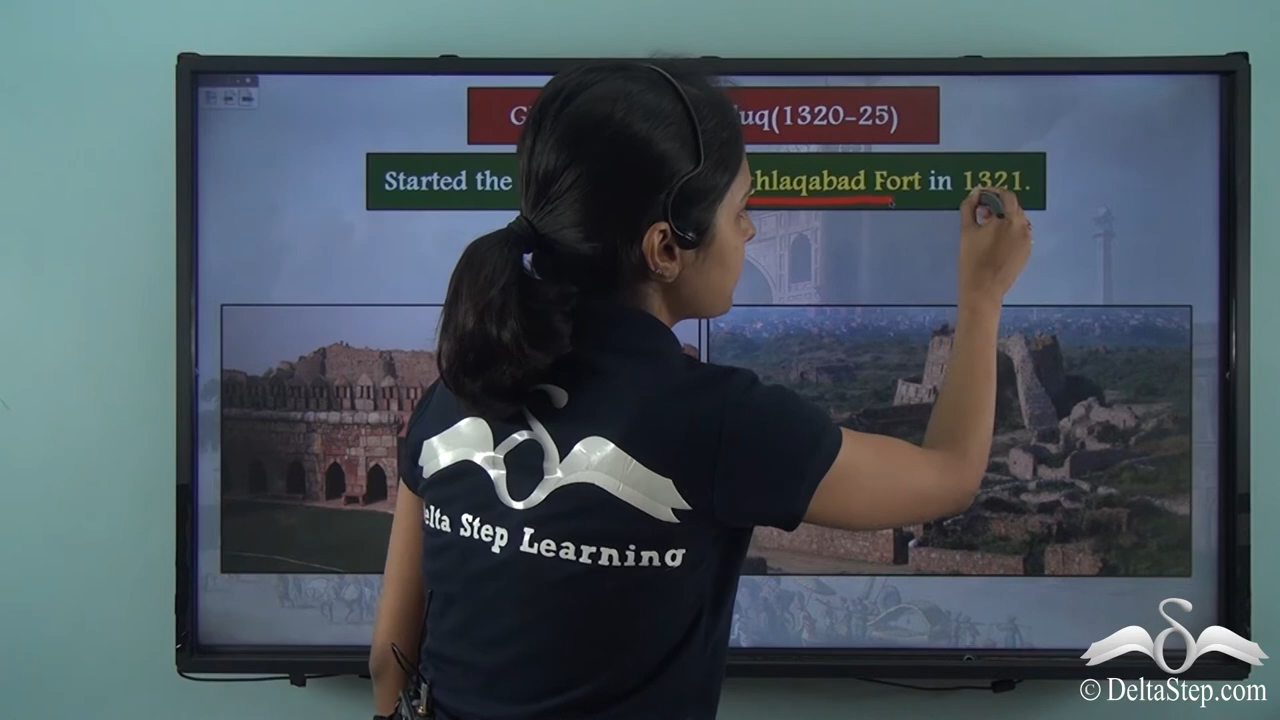 uq(1320-25)
Started the hlaqabad Fort in 1321.
elta Step Learning
© DeltaStep.com